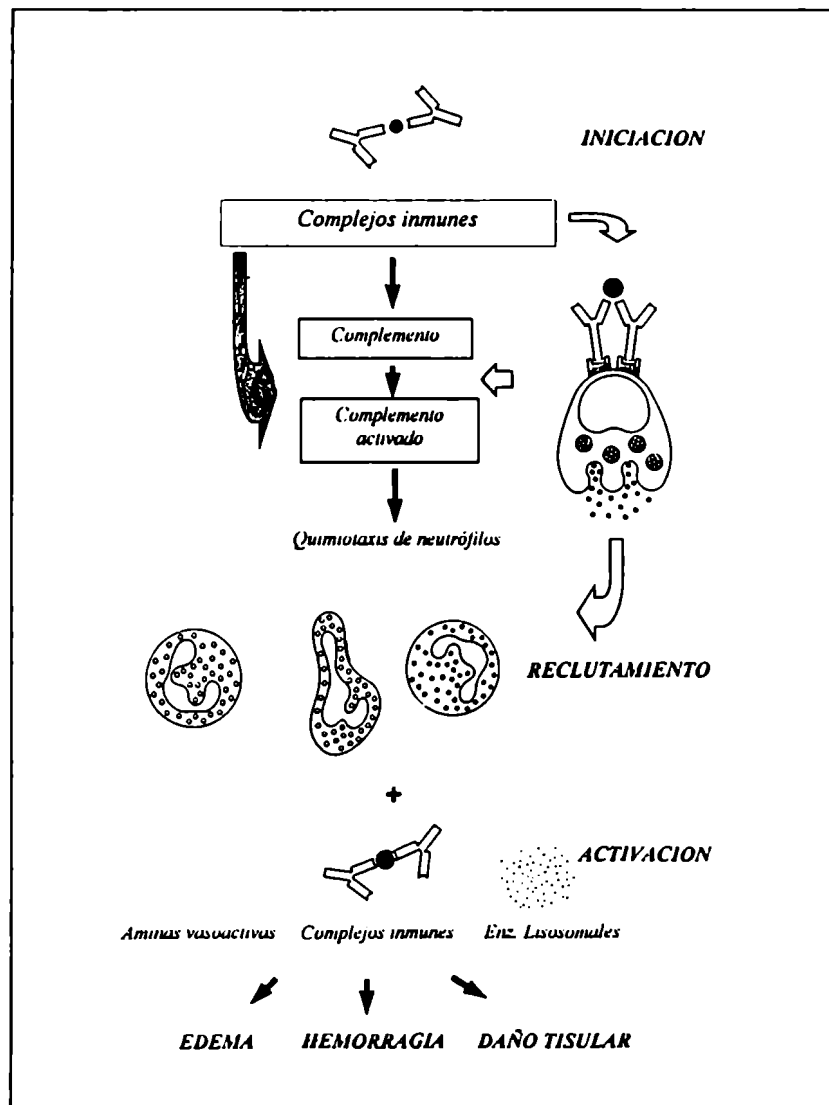 INICIACION
Complejos inmunes
Complemento
Complemento
activado
Quimiotaxis de neutrófilos
RECLUTAMIENTO
+
ACTIVACION
Aminas vasoactivas Complejos inmunes Enz. Lisosomales
EDEMA HEMORRAGIA DAÑO TISULAR